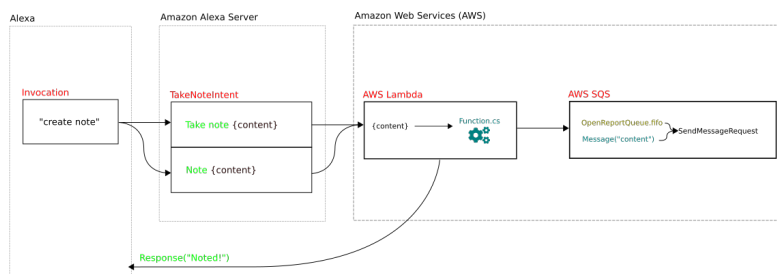 Alexa
Amazon Alexa Server
Amazon Web Services (AWS)
Invocation
"create note"
TakeNoteIntent
Take note {content}
Note {content}
AWS Lambda
{content}
Function.cs
AWS SQS
OpenReportQueue.fifo
Message("content")
SendMessageRequest
Response("Noted!")